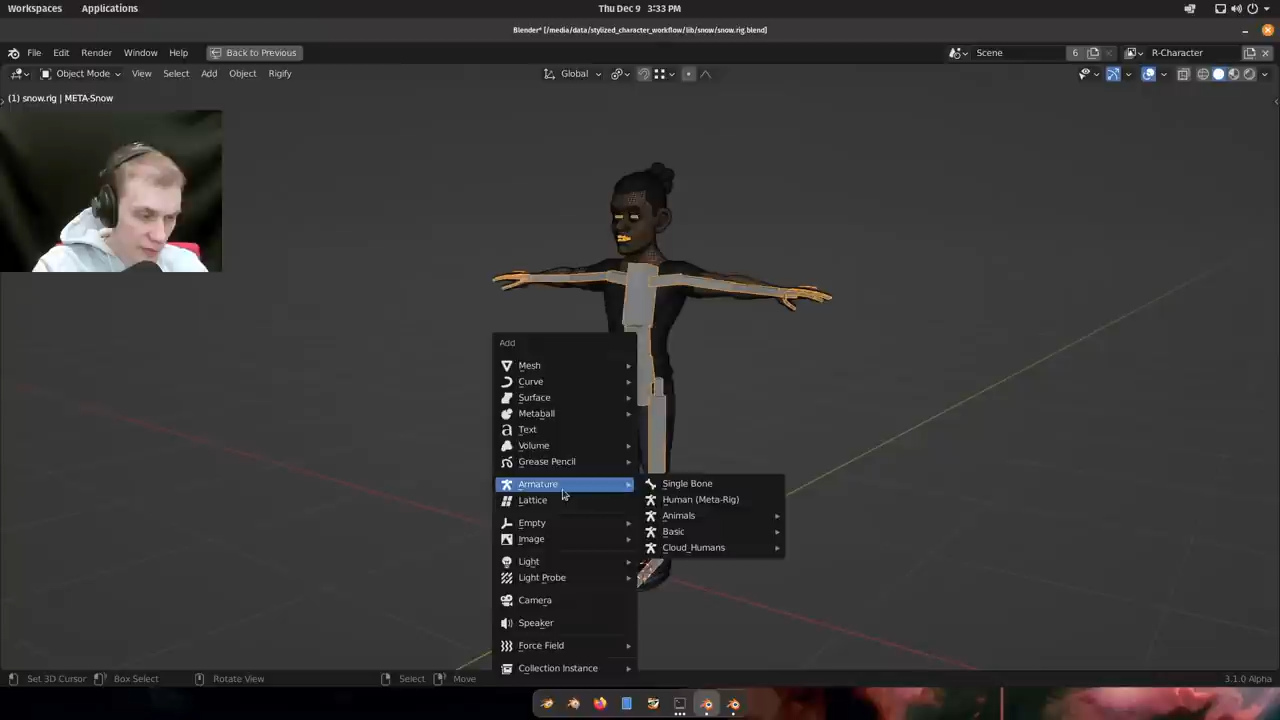 Workspaces Applications Thu Dec 9 3:33 PM
Blender* [/media/data/stylized_character_workflow/lib/snow/snow.rig.blend]
File Edit Render Window Help Back to Previous Scene 6 R-Character
Object Mode View Select Add Object Rigify Global
(1) snow.rig | META-Snow
Add
Mesh
Curve
Surface
Metaball
Text
Volume
Grease Pencil
Armature
Lattice
Empty
Image
Light
Light Probe
Camera
Speaker
Force Field
Collection Instance
Single Bone
Human (Meta-Rig)
Animals
Basic
Cloud_Humans
Set 3D Cursor Box Select Rotate View Select Move 3.1.0 Alpha